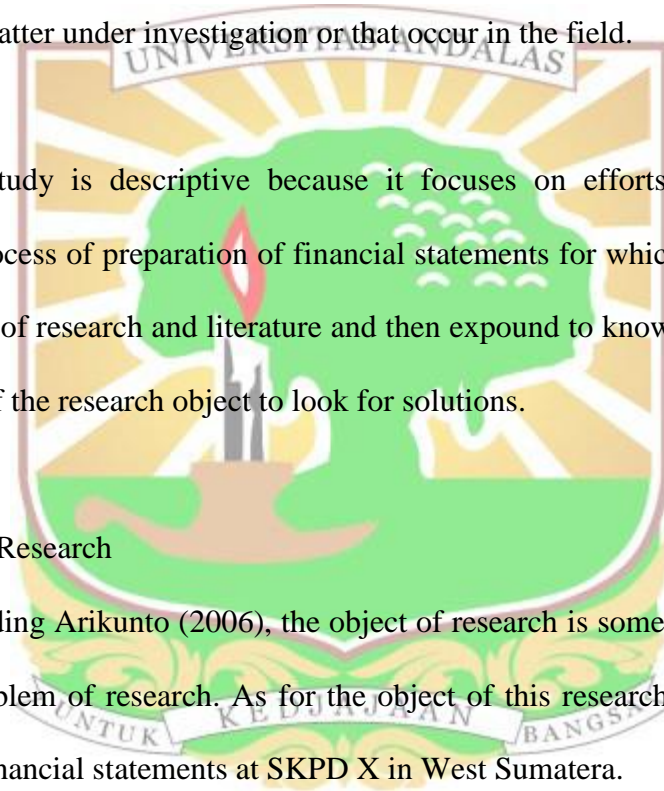 atter under investigation or that occur in the field.
UNIVERSITAS ANDALAS
tudy is descriptive because it focuses on efforts
ocess of preparation of financial statements for whic
of research and literature and then expound to know
f the research object to look for solutions.
Research
ding Arikunto (2006), the object of research is some
blem of research. As for the object of this research
nancial statements at SKPD X in West Sumatera.
UNTUK KEDJAJAAN BANGSA